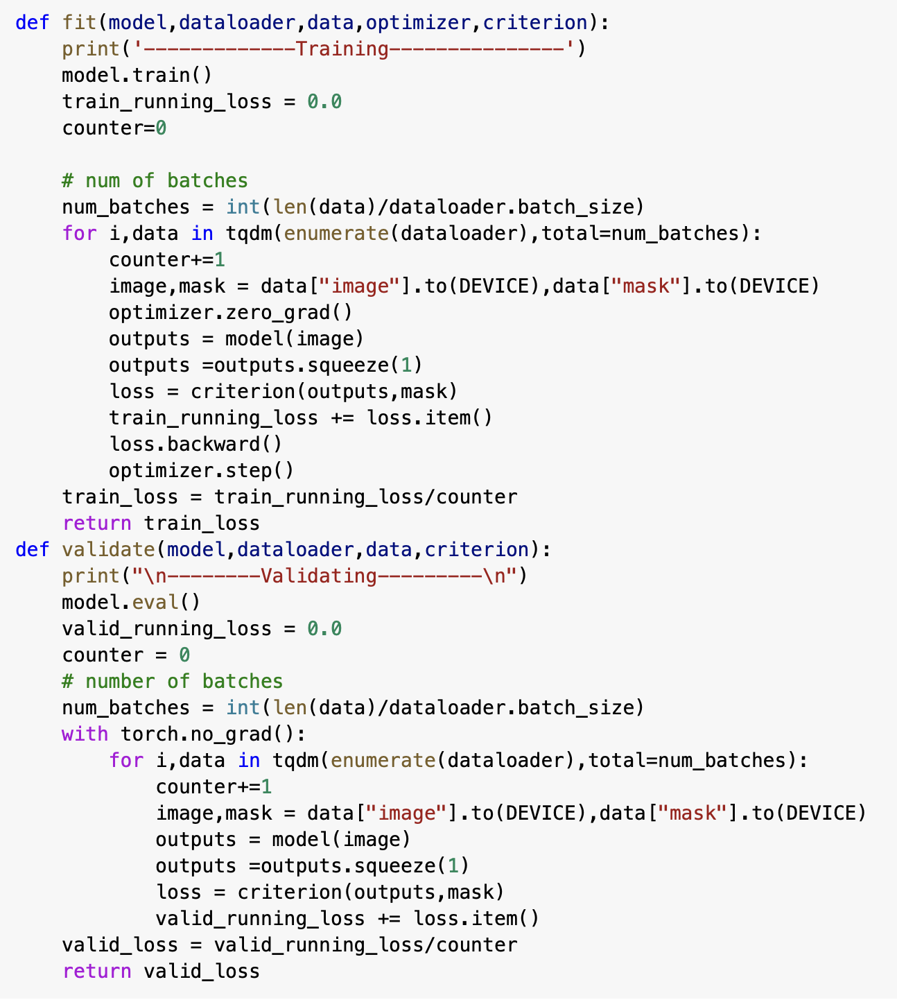 def fit(model,dataloader,data,optimizer,criterion):
    print('-------------Training---------------')
    model.train()
    train_running_loss = 0.0
    counter=0

    # num of batches
    num_batches = int(len(data)/dataloader.batch_size)
    for i,data in tqdm(enumerate(dataloader),total=num_batches):
        counter+=1
        image,mask = data["image"].to(DEVICE),data["mask"].to(DEVICE)
        optimizer.zero_grad()
        outputs = model(image)
        outputs =outputs.squeeze(1)
        loss = criterion(outputs,mask)
        train_running_loss += loss.item()
        loss.backward()
        optimizer.step()
    train_loss = train_running_loss/counter
    return train_loss
def validate(model,dataloader,data,criterion):
    print("\n--------Validating---------\n")
    model.eval()
    valid_running_loss = 0.0
    counter = 0
    # number of batches
    num_batches = int(len(data)/dataloader.batch_size)
    with torch.no_grad():
        for i,data in tqdm(enumerate(dataloader),total=num_batches):
            counter+=1
            image,mask = data["image"].to(DEVICE),data["mask"].to(DEVICE)
            outputs = model(image)
            outputs =outputs.squeeze(1)
            loss = criterion(outputs,mask)
            valid_running_loss += loss.item()
    valid_loss = valid_running_loss/counter
    return valid_loss